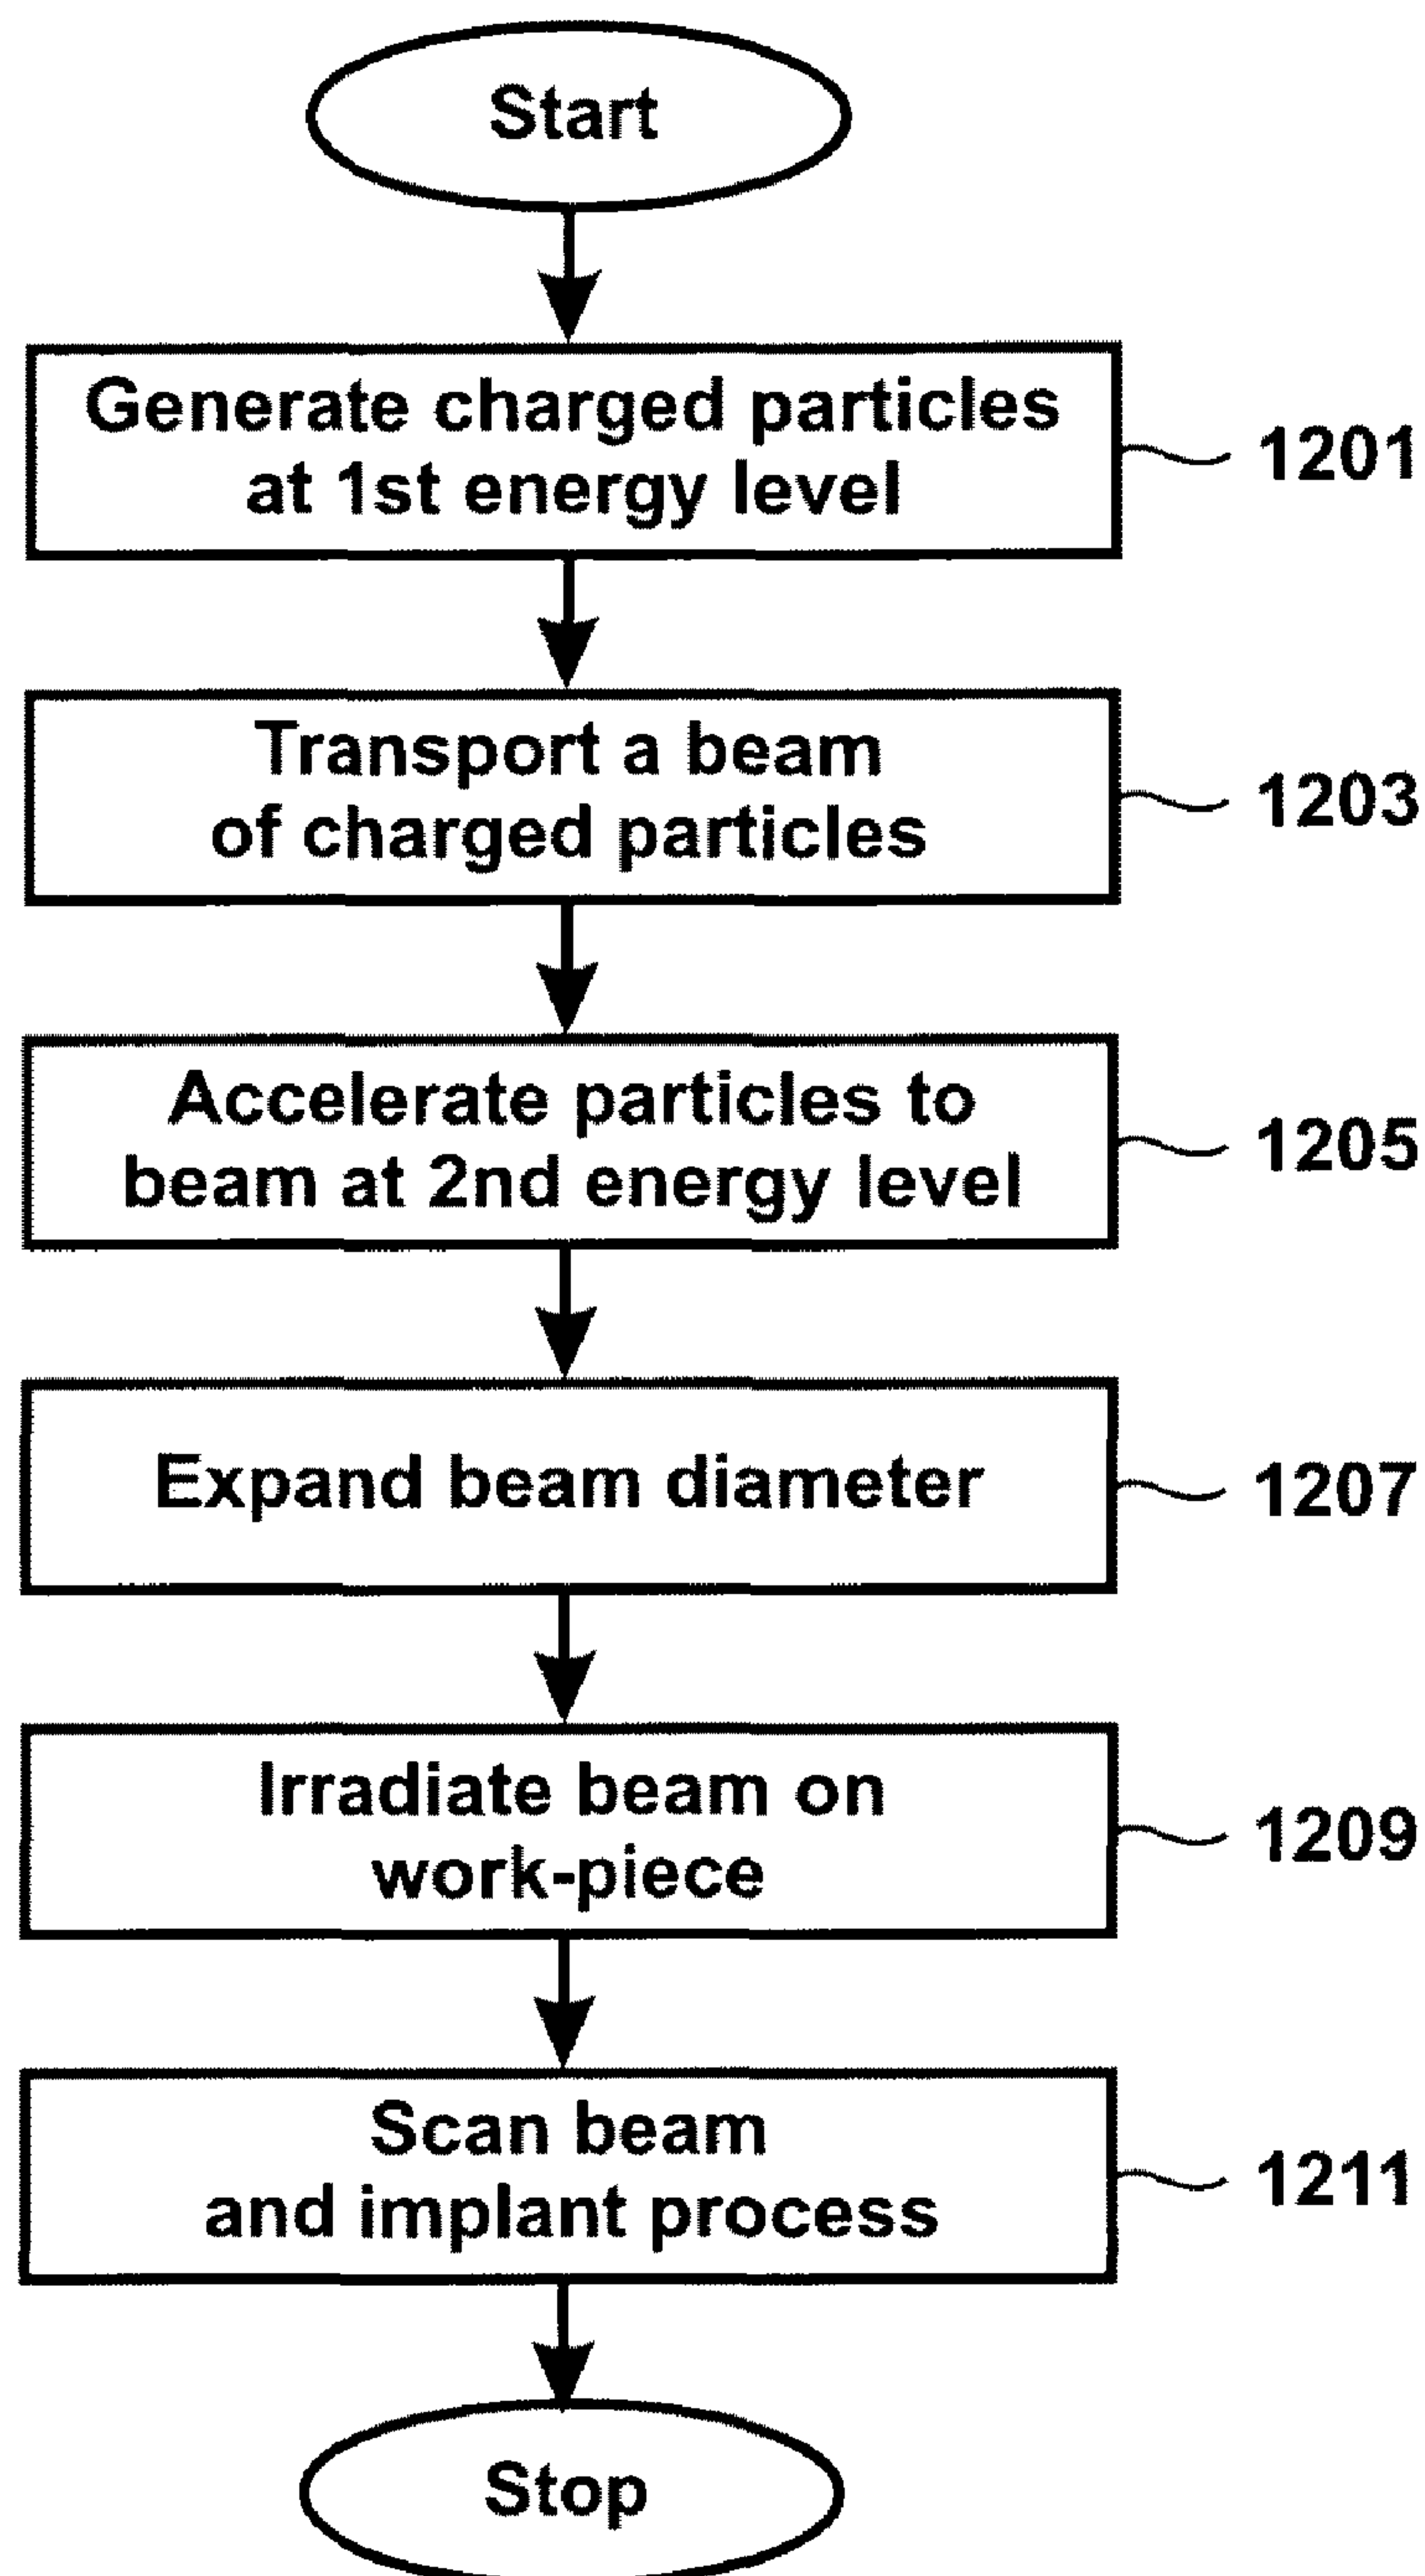 Start
Generate charged particles
at 1st energy level
1201
Transport a beam
of charged particles
1203
Accelerate particles to
beam at 2nd energy level
1205
Expand beam diameter
1207
Irradiate beam on
work-piece
1209
Scan beam
and implant process
1211
Stop